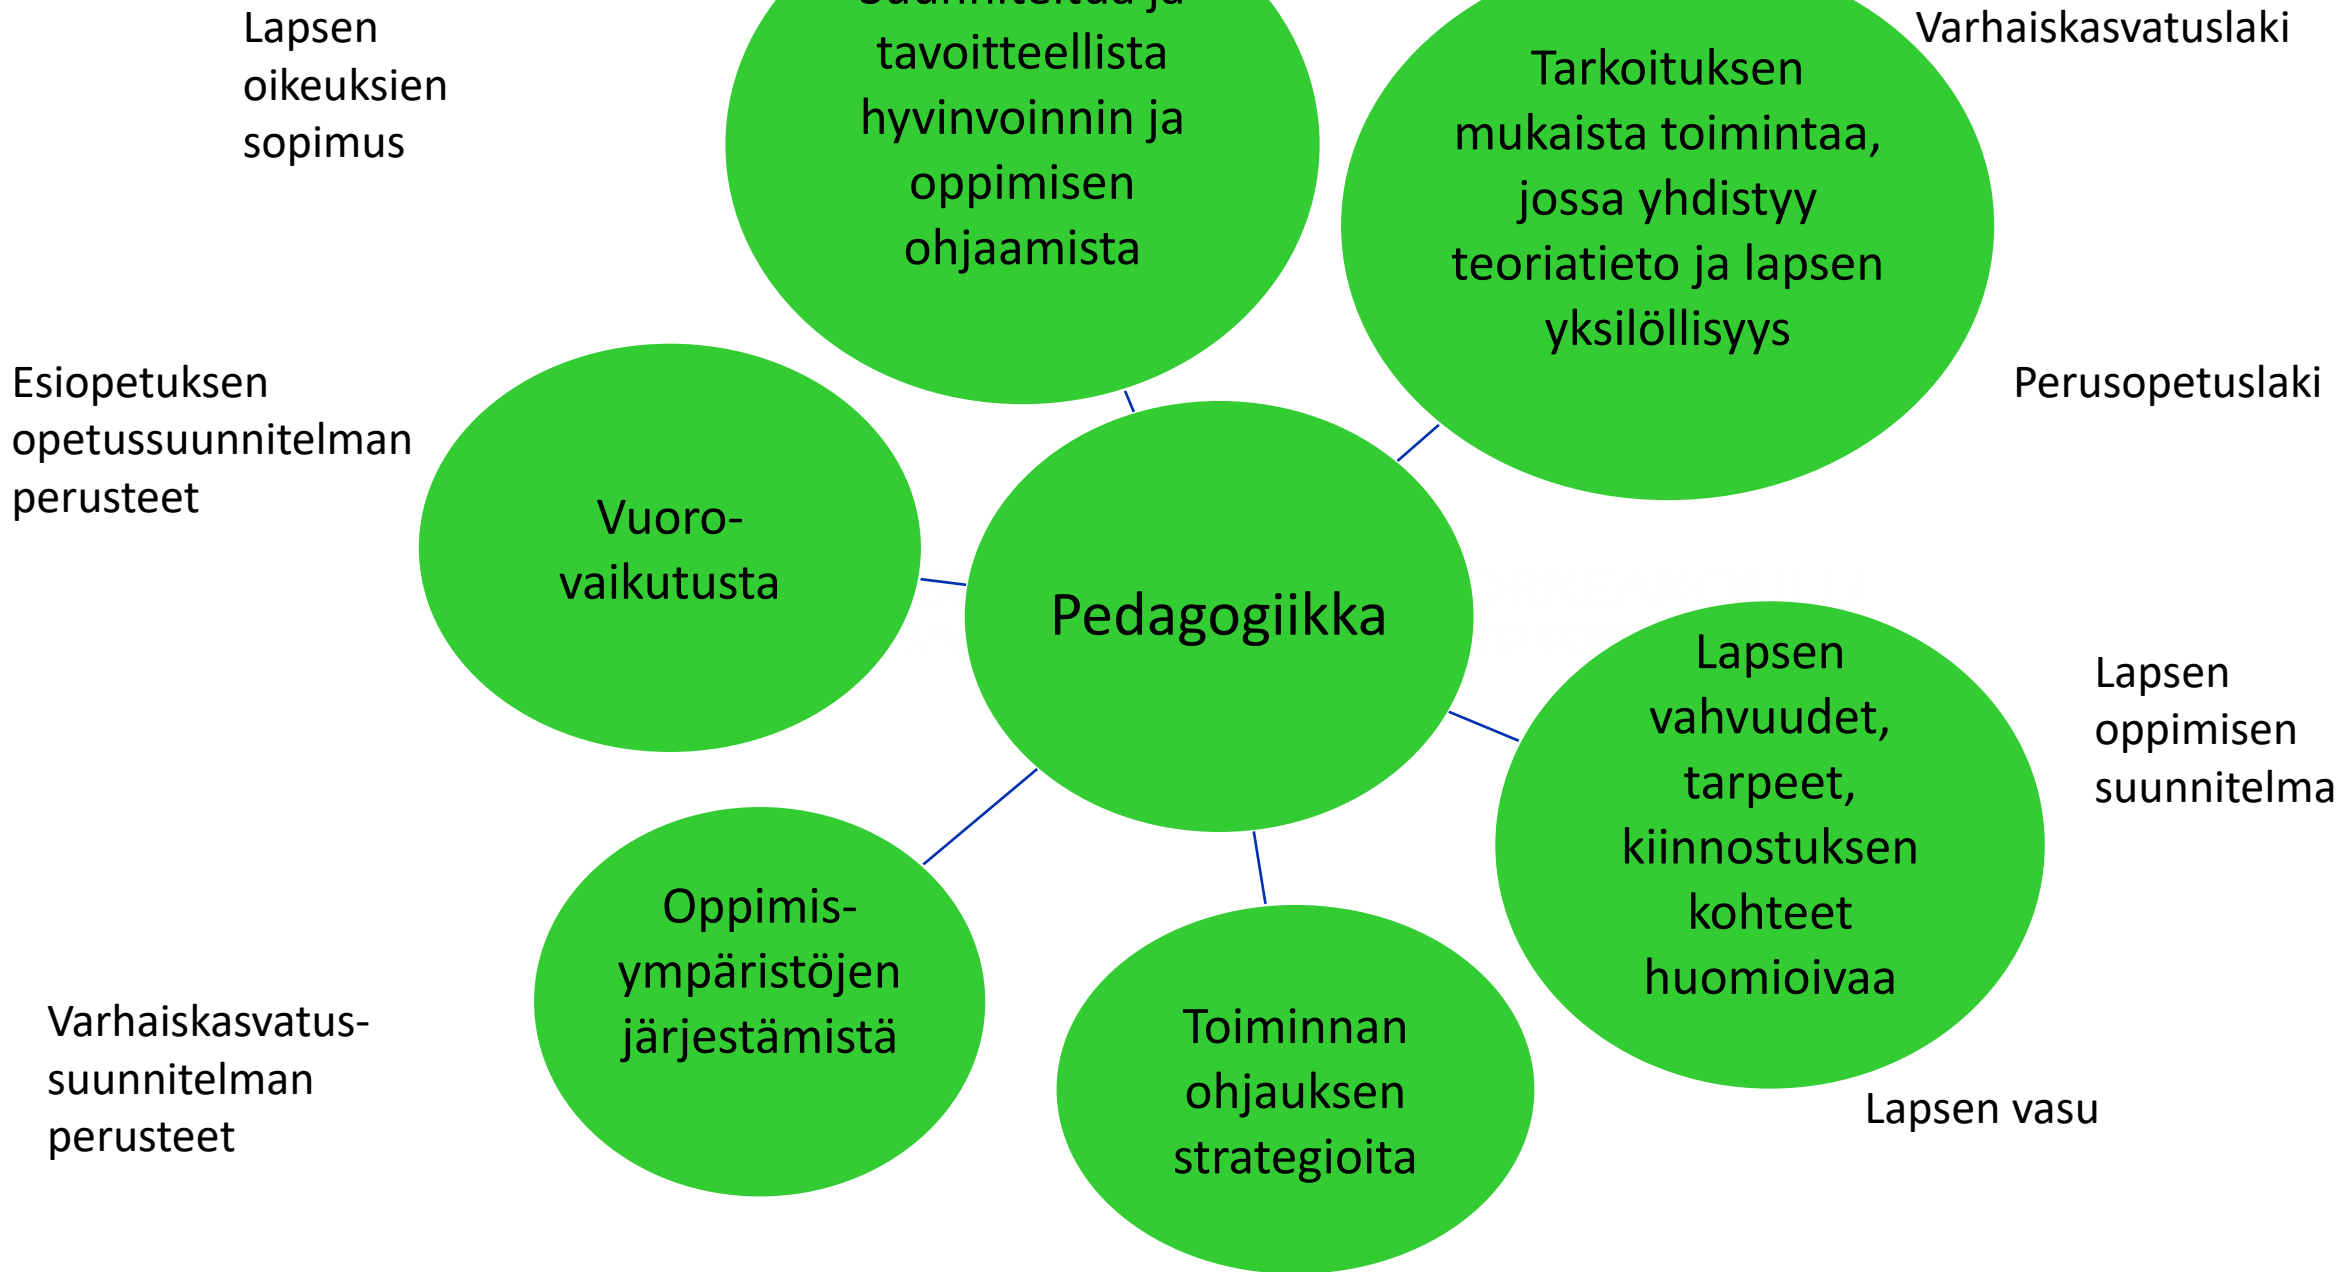 Lapsen
oikeuksien
sopimus
tavoitteellista
hyvinvoinnin ja
oppimisen
ohjaamista
Tarkoituksen
mukaista toimintaa,
jossa yhdistyy
teoriatieto ja lapsen
yksilöllisyys
Varhaiskasvatuslaki
Esiopetuksen
opetussuunnitelman
perusteet
Perusopetuslaki
Vuoro-
vaikutusta
Pedagogiikka
Lapsen
vahvuudet,
tarpeet,
kiinnostuksen
kohteet
huomioivaa
Lapsen
oppimisen
suunnitelma
Oppimis-
ympäristöjen
järjestämistä
Toiminnan
ohjauksen
strategioita
Varhaiskasvatus-
suunnitelman
perusteet
Lapsen vasu